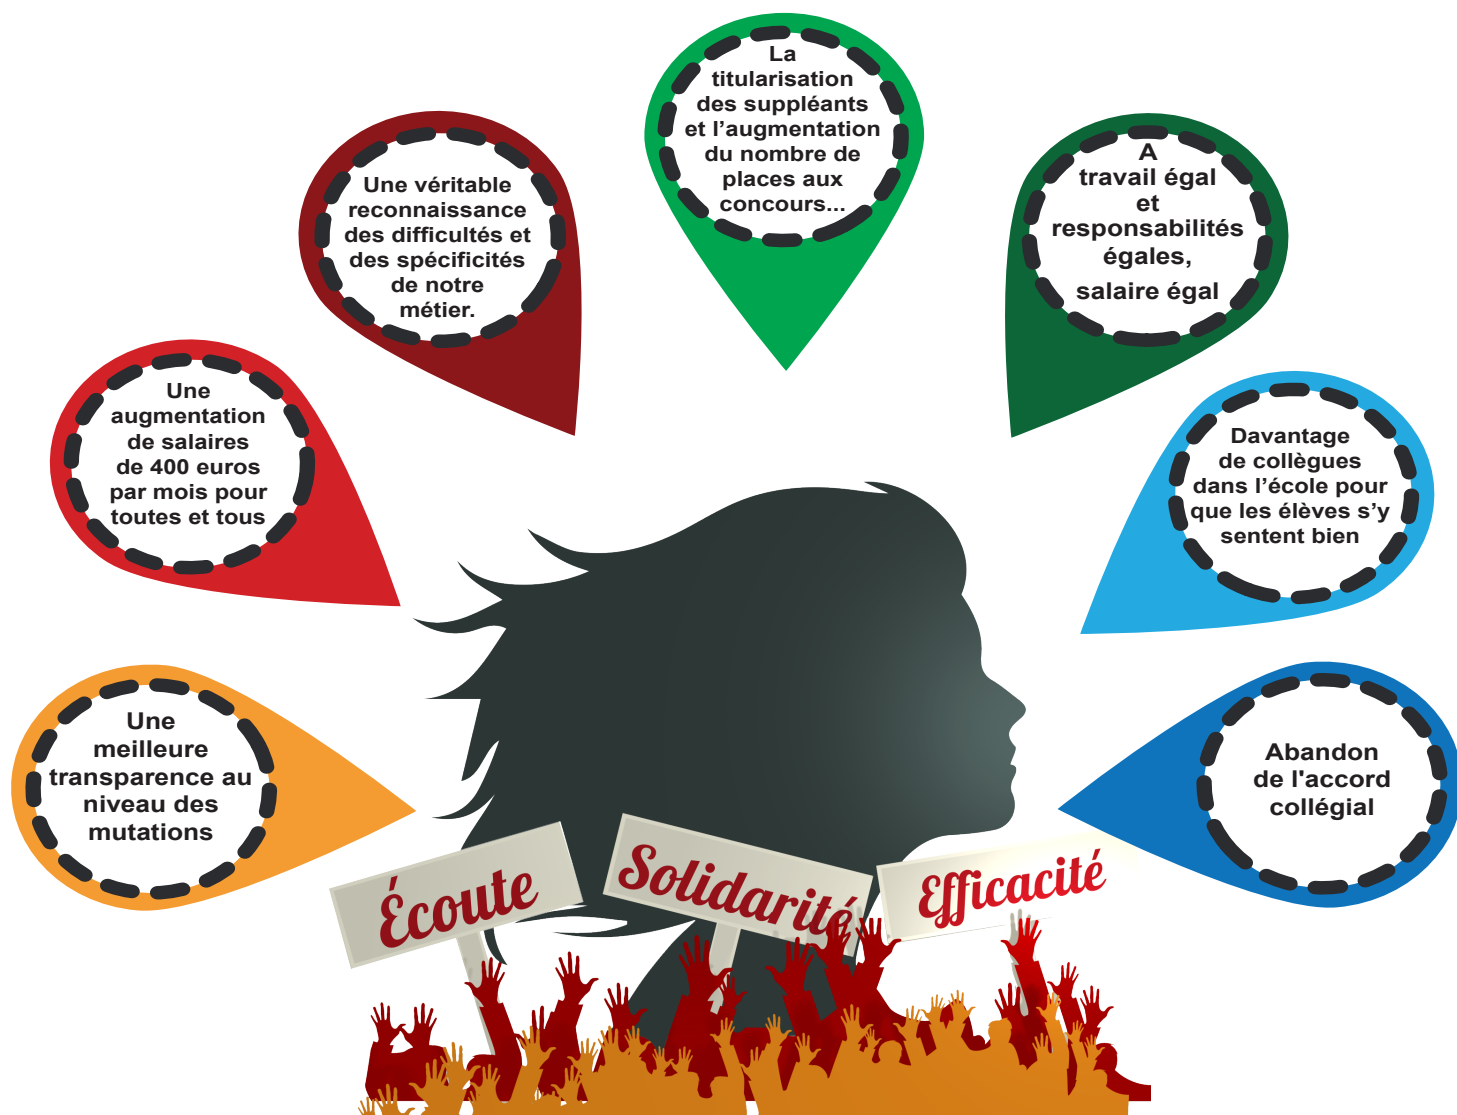 La
titularisation
des suppléants
et l’augmentation
du nombre de
places aux
concours...
Une véritable
reconnaissance
des difficultés et
des spécificités
de notre
métier.
A
travail égal
et
responsabilités
égales,
salaire égal
Une
augmentation
de salaires
de 400 euros
par mois pour
toutes et tous
Davantage
de collègues
dans l’école pour
que les élèves s’y
sentent bien
Une
meilleure
transparence au
niveau des
mutations
Abandon
de l'accord
collégial
Écoute
Solidarité
Efficacité